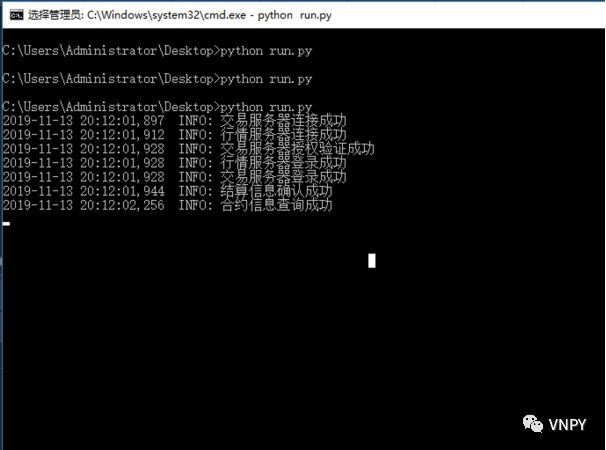 选择管理员: C:\Windows\system32\cmd.exe - python run.py
C:\Users\Administrator\Desktop>python run.py
C:\Users\Administrator\Desktop>python run.py
C:\Users\Administrator\Desktop>python run.py
2019-11-13 20:12:01,897 INFO: 交易服务器连接成功
2019-11-13 20:12:01,912 INFO: 行情服务器连接成功
2019-11-13 20:12:01,928 INFO: 交易服务器授权验证成功
2019-11-13 20:12:01,928 INFO: 行情服务器登录成功
2019-11-13 20:12:01,928 INFO: 交易服务器登录成功
2019-11-13 20:12:01,944 INFO: 结算信息确认成功
2019-11-13 20:12:02,256 INFO: 合约信息查询成功
VNPY